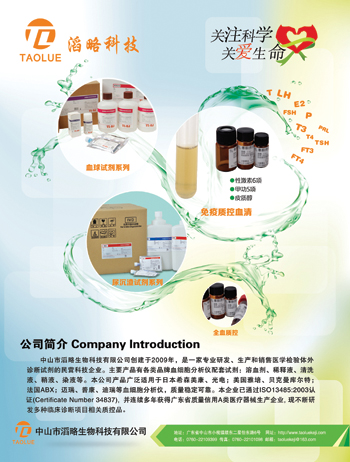 TC
TAOLUE
滔略科技
关注科学
关爱生命
T LH
E2
FSH P
PRL
T3 T4 TSH
FT3
FT4
血球试剂系列
●性激素6项
●甲功5项
●皮质醇
免疫质控血清
尿沉渣试剂系列
全血质控
公司简介 Company Introduction
中山市滔略生物科技有限公司创建于2009年，是一家专业研发、生产和销售医学检验体外
诊断试剂的民营科技企业。主要产品有各类品牌血细胞分析仪配套试剂：溶血剂、稀释液、清洗
液、鞘液、染液等。本公司产品广泛适用于日本希森美康、光电；美国雅培、贝克曼库尔特；
法国ABX；迈瑞、普康、迪瑞等血细胞分析仪，质量稳定可靠。本企业已通过ISO13485:2003认
证(Certificate Number 34837)、并连续多年获得广东省质量信用A类医疗器械生产企业，现不断研
发多种临床诊断项目相关质控品。
TAOLUE
中山市滔略生物科技有限公司